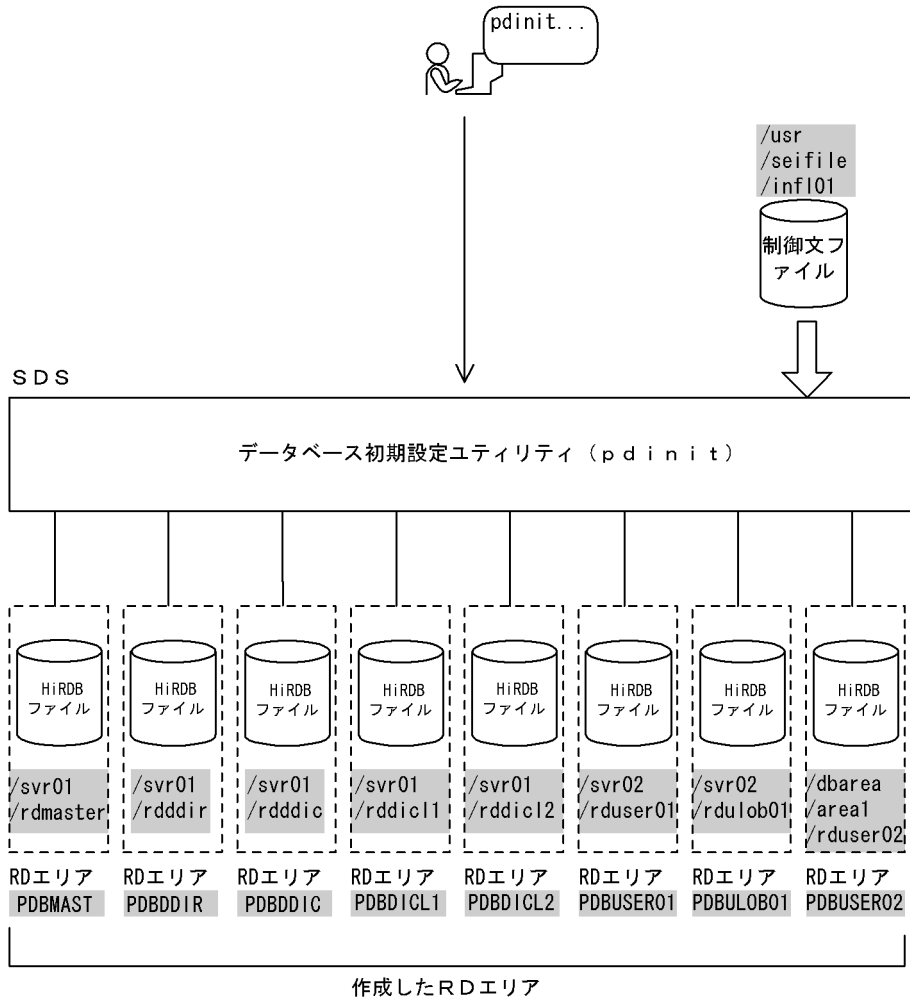 pdinit...
/usr
/seifile
/infl01
制御文フ
ァイル
ＳＤＳ
データベース初期設定ユティリティ（ｐｄｉｎｉｔ）
HiRDB
ファイル
HiRDB
ファイル
HiRDB
ファイル
HiRDB
ファイル
HiRDB
ファイル
HiRDB
ファイル
HiRDB
ファイル
HiRDB
ファイル
/svr01
/rdmaster
/svr01
/rdddir
/svr01
/rdddic
/svr01
/rddicl1
/svr01
/rddicl2
/svr02
/rduser01
/svr02
/rdulob01
/dbarea
/area1
/rduser02
RDエリア
PDBMAST
RDエリア
PDBDDIR
RDエリア
PDBDDIC
RDエリア
PDBDICL1
RDエリア
PDBDICL2
RDエリア
PDBUSER01
RDエリア
PDBULOB01
RDエリア
PDBUSER02
作成したＲＤエリア